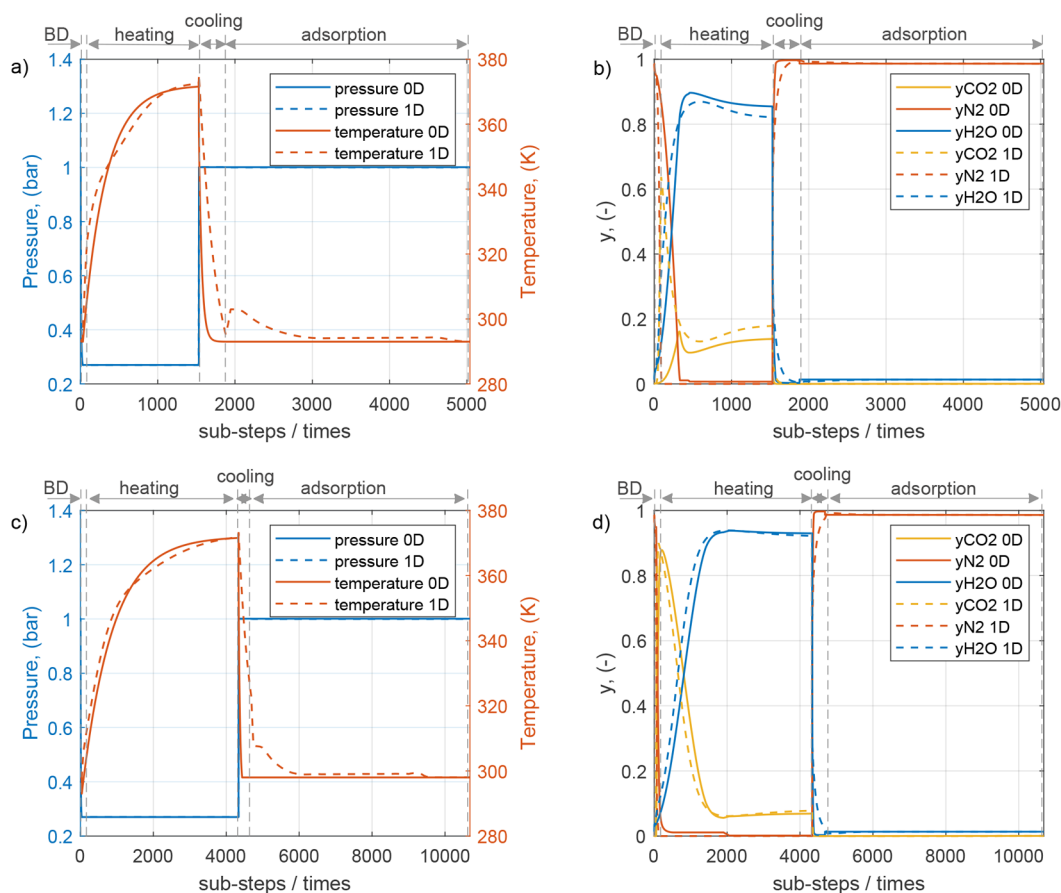 cooling
BD heating adsorption
a)
1.4
1.2
1
0.8
0.6
0.4
0.2
Pressure, (bar)
pressure 0D
pressure 1D
temperature 0D
temperature 1D
380
360
340
320
300
280
Temperature, (K)
0 1000 2000 3000 4000 5000
sub-steps / times
cooling
BD heating adsorption
b)
1
0.8
0.6
0.4
0.2
0
y, (-)
yCO2 0D
yN2 0D
yH2O 0D
yCO2 1D
yN2 1D
yH2O 1D
0 1000 2000 3000 4000 5000
sub-steps / times
cooling
BD heating adsorption
c)
1.4
1.2
1
0.8
0.6
0.4
0.2
Pressure, (bar)
pressure 0D
pressure 1D
temperature 0D
temperature 1D
380
360
340
320
300
280
Temperature, (K)
0 2000 4000 6000 8000 10000
sub-steps / times
cooling
BD heating adsorption
d)
1
0.8
0.6
0.4
0.2
0
y, (-)
yCO2 0D
yN2 0D
yH2O 0D
yCO2 1D
yN2 1D
yH2O 1D
0 2000 4000 6000 8000 10000
sub-steps / times